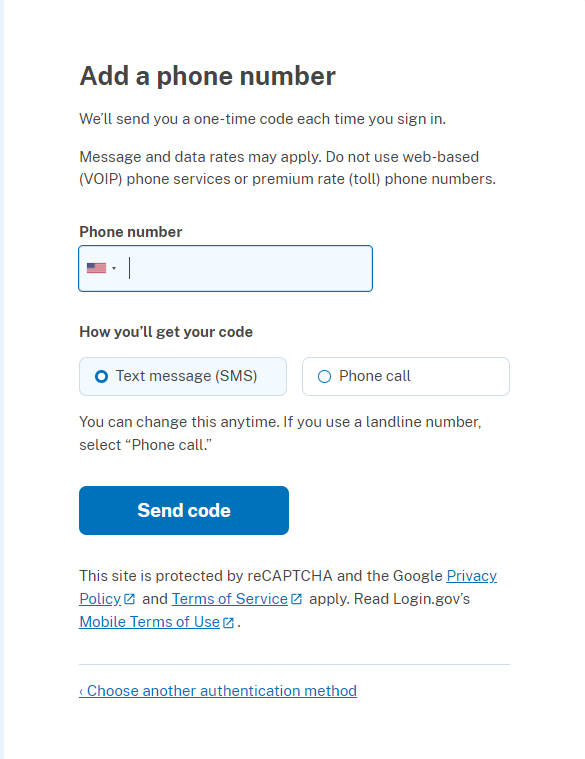 Add a phone number
We’ll send you a one-time code each time you sign in.
Message and data rates may apply. Do not use web-based
(VOIP) phone services or premium rate (toll) phone numbers.
Phone number
How you’ll get your code
Text message (SMS)
Phone call
You can change this anytime. If you use a landline number,
select “Phone call.”
Send code
This site is protected by reCAPTCHA and the Google Privacy
Policy and Terms of Service apply. Read Login.gov’s
Mobile Terms of Use.
‹ Choose another authentication method